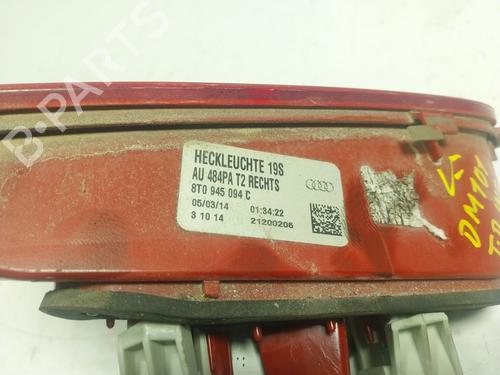 B-PARTS
HECKLEUCHTE 19S
AU 484PA T2 RECHTS
8T0 945 094 C
05/03/14 01:34:22
3 10 14 21200206
DM101